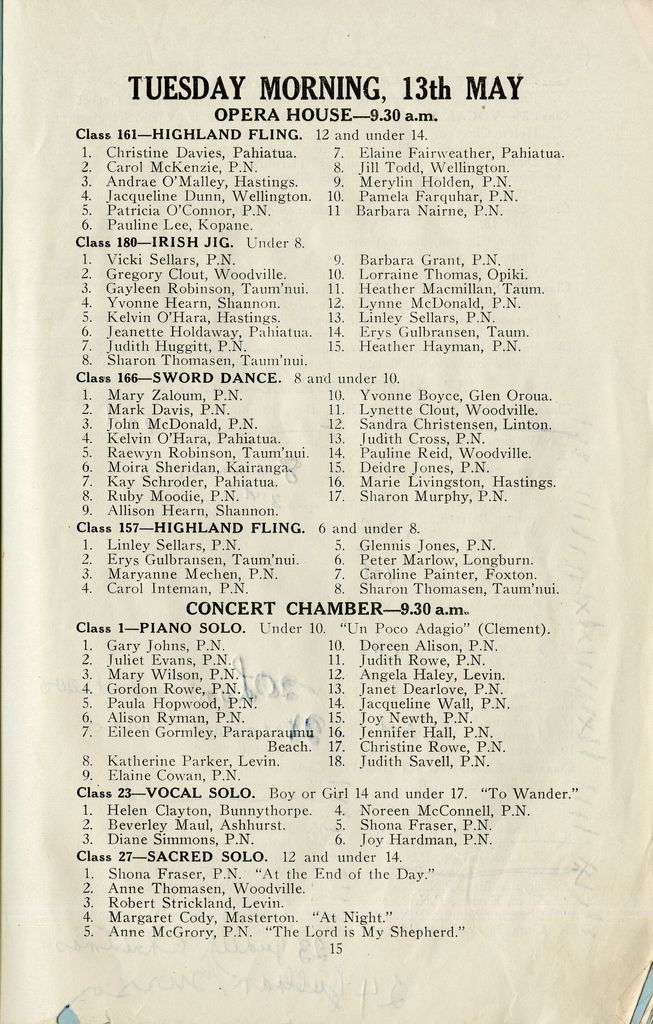 TUESDAY MORNING, 13th MAY
OPERA HOUSE—9.30 a.m.
Class 161—HIGHLAND FLING. 12 and under 14.
1. Christine Davies, Pahiatua.
2. Carol McKenzie, P.N.
3. Andrae O'Malley, Hastings.
4. Jacqueline Dunn, Wellington.
5. Patricia O'Connor, P.N.
6. Pauline Lee, Kopane.
7. Elaine Fairweather, Pahiatua.
8. Jill Todd, Wellington.
9. Merylin Holden, P.N.
10. Pamela Farquhar, P.N.
11 Barbara Nairne, P.N.
Class 180—IRISH JIG. Under 8.
1. Vicki Sellars, P.N.
2. Gregory Clout, Woodville.
3. Gayleen Robinson, Taum'nui.
4. Yvonne Hearn, Shannon.
5. Kelvin O'Hara, Hastings.
6. Jeanette Holdaway, Pahiatua.
7. Judith Huggitt, P.N.
8. Sharon Thomasen, Taum'nui.
9. Barbara Grant, P.N.
10. Lorraine Thomas, Opiki.
11. Heather Macmillan, Taum.
12. Lynne McDonald, P.N.
13. Linley Sellars, P.N.
14. Erys Gulbransen, Taum.
15. Heather Hayman, P.N.
Class 166—SWORD DANCE. 8 and under 10.
1. Mary Zaloum, P.N.
2. Mark Davis, P.N.
3. John McDonald, P.N.
4. Kelvin O'Hara, Pahiatua.
5. Raewyn Robinson, Taum'nui.
6. Moira Sheridan, Kairanga.
7. Kay Schroder, Pahiatua.
8. Ruby Moodie, P.N.
9. Allison Hearn, Shannon.
10. Yvonne Boyce, Glen Oroua.
11. Lynette Clout, Woodville.
12. Sandra Christensen, Linton.
13. Judith Cross, P.N.
14. Pauline Reid, Woodville.
15. Deidre Jones, P.N.
16. Marie Livingston, Hastings.
17. Sharon Murphy, P.N.
Class 157—HIGHLAND FLING. 6 and under 8.
1. Linley Sellars, P.N.
2. Erys Gulbransen, Taum'nui.
3. Maryanne Mechen, P.N.
4. Carol Inteman, P.N.
5. Glennis Jones, P.N.
6. Peter Marlow, Longburn.
7. Caroline Painter, Foxton.
8. Sharon Thomasen, Taum'nui.
CONCERT CHAMBER—9.30 a.m.
Class 1—PIANO SOLO. Under 10. "Un Poco Adagio" (Clement).
1. Gary Johns, P.N.
2. Juliet Evans, P.N.
3. Mary Wilson, P.N.
4. Gordon Rowe, P.N.
5. Paula Hopwood, P.N.
6. Alison Ryman, P.N.
7. Eileen Gormley, Paraparaumu
Beach.
8. Katherine Parker, Levin.
9. Elaine Cowan, P.N.
10. Doreen Alison, P.N.
11. Judith Rowe, P.N.
12. Angela Haley, Levin.
13. Janet Dearlove, P.N.
14. Jacqueline Wall, P.N.
15. Joy Newth, P.N.
16. Jennifer Hall, P.N.
17. Christine Rowe, P.N.
18. Judith Savell, P.N.
Class 23—VOCAL SOLO. Boy or Girl 14 and under 17. "To Wander."
1. Helen Clayton, Bunnythorpe.
2. Beverley Maul, Ashhurst.
3. Diane Simmons, P.N.
4. Noreen McConnell, P.N.
5. Shona Fraser, P.N.
6. Joy Hardman, P.N.
Class 27—SACRED SOLO. 12 and under 14.
1. Shona Fraser, P.N. "At the End of the Day."
2. Anne Thomasen, Woodville.
3. Robert Strickland, Levin.
4. Margaret Cody, Masterton. "At Night."
5. Anne McGrory, P.N. "The Lord is My Shepherd."
15